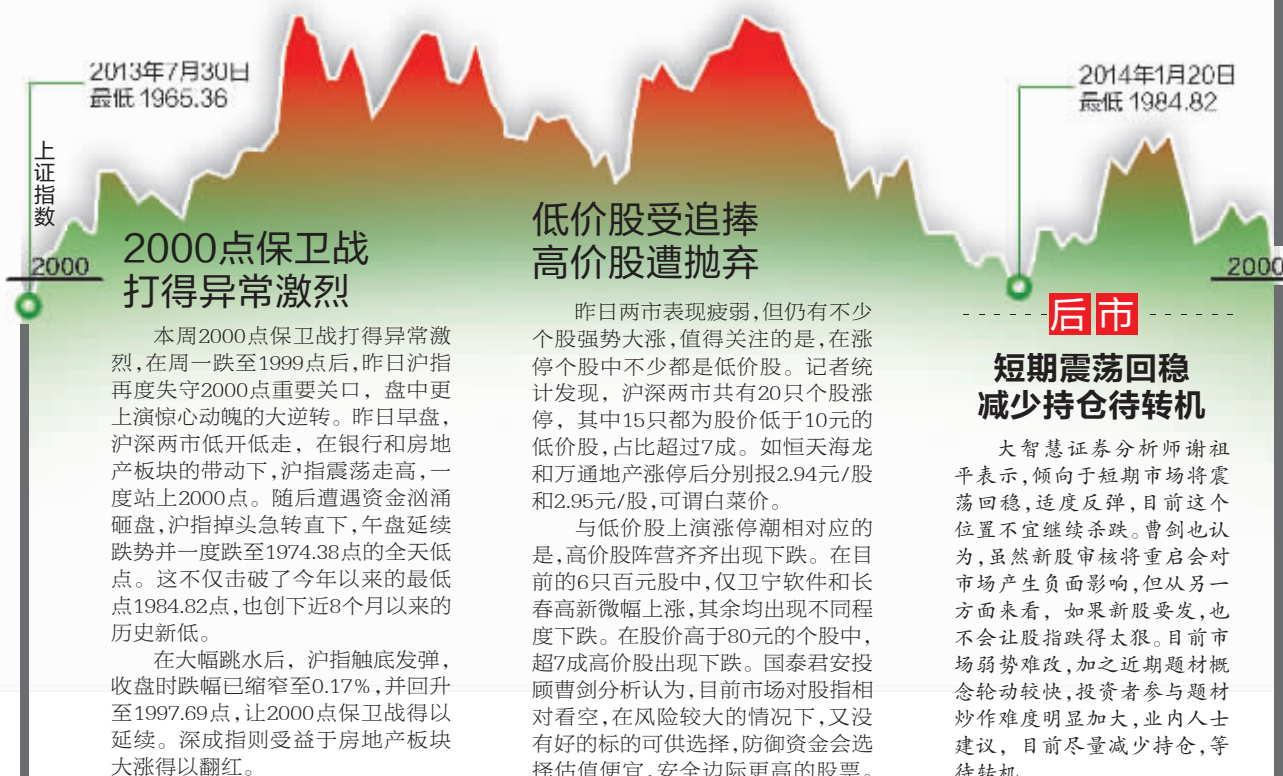 2013年7月30日
最低 1965.36
2014年1月20日
最低 1984.82
上证指数
2000
2000
2000点保卫战
打得异常激烈
本周2000点保卫战打得异常激
烈,在周一跌至1999点后,昨日沪指
再度失守2000点重要关口，盘中更
上演惊心动魄的大逆转。昨日早盘,
沪深两市低开低走，在银行和房地
产板块的带动下,沪指震荡走高,一
度站上2000点。随后遭遇资金汹涌
砸盘,沪指掉头急转直下,午盘延续
跌势并一度跌至1974.38点的全天低
点。这不仅击破了今年以来的最低
点1984.82点,也创下近8个月以来的
历史新低。
在大幅跳水后，沪指触底发弹,
收盘时跌幅已缩窄至0.17%,并回升
至1997.69点,让2000点保卫战得以
延续。深成指则受益于房地产板块
大涨得以翻红。
低价股受追捧
高价股遭抛弃
昨日两市表现疲弱,但仍有不少
个股强势大涨,值得关注的是,在涨
停个股中不少都是低价股。记者统
计发现，沪深两市共有20只个股涨
停，其中15只都为股价低于10元的
低价股,占比超过7成。如恒天海龙
和万通地产涨停后分别报2.94元/股
和2.95元/股,可谓白菜价。
与低价股上演涨停潮相对应的
是,高价股阵营齐齐出现下跌。在目
前的6只百元股中,仅卫宁软件和长
春高新微幅上涨,其余均出现不同程
度下跌。在股价高于80元的个股中,
超7成高价股出现下跌。国泰君安投
顾曹剑分析认为,目前市场对股指相
对看空,在风险较大的情况下,又没
有好的标的可供选择,防御资金会选
择估值便宜,安全边际更高的股票。
后市
短期震荡回稳
减少持仓待转机
大智慧证券分析师谢祖
平表示,倾向于短期市场将震
荡回稳,适度反弹,目前这个
位置不宜继续杀跌。曹剑也认
为,虽然新股审核将重启会对
市场产生负面影响,但从另一
方面来看，如果新股要发,也
不会让股指跌得太狠。目前市
场弱势难改,加之近期题材概
念轮动较快,投资者参与题材
炒作难度明显加大,业内人士
建议，目前尽量减少持仓,等
待转机